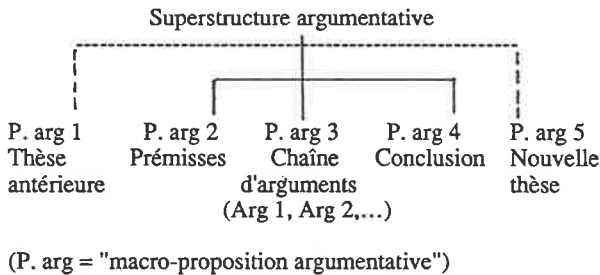 Superstructure argumentative
P. arg 1 P. arg 2 P. arg 3 P. arg 4 P. arg 5
Thèse Prémisses Chaîne Conclusion Nouvelle
antérieure d'arguments thèse
(Arg 1, Arg 2,...)
(P. arg = "macro-proposition argumentative")